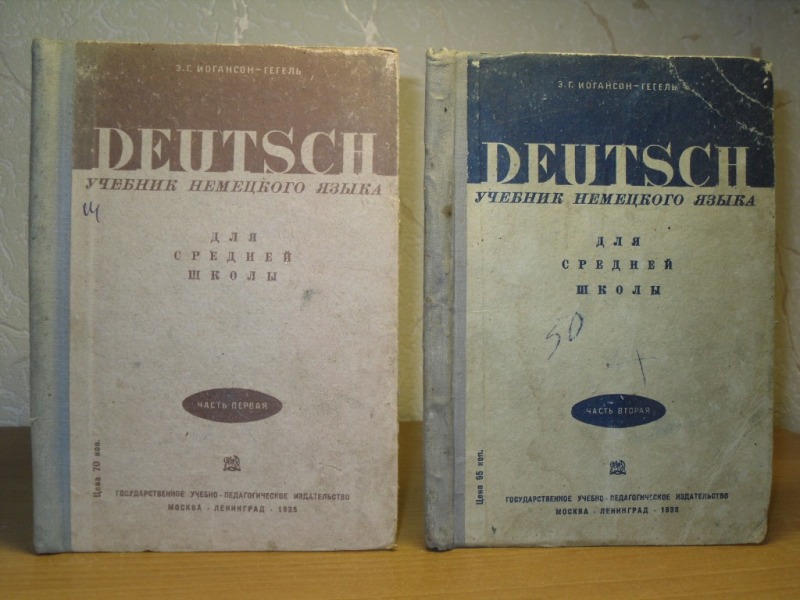 Э. Г. ИОГАНСОН-ГЕГЕЛЬ
DEUTSCH
УЧЕБНИК НЕМЕЦКОГО ЯЗЫКА
ДЛЯ
СРЕДНЕЙ
ШКОЛЫ
ЧАСТЬ ПЕРВАЯ
Цена 70 коп.
ГОСУДАРСТВЕННОЕ УЧЕБНО-ПЕДАГОГИЧЕСКОЕ ИЗДАТЕЛЬСТВО
МОСКВА - ЛЕНИНГРАД -
Э. Г. ИОГАНСОН-ГЕГЕЛЬ
DEUTSCH
УЧЕБНИК НЕМЕЦКОГО ЯЗЫКА
ДЛЯ
СРЕДНЕЙ
ШКОЛЫ
50
ЧАСТЬ ВТОРАЯ
Цена 95 коп.
ГОСУДАРСТВЕННОЕ УЧЕБНО-ПЕДАГОГИЧЕСКОЕ ИЗДАТЕЛЬСТВО
МОСКВА - ЛЕНИНГРАД -